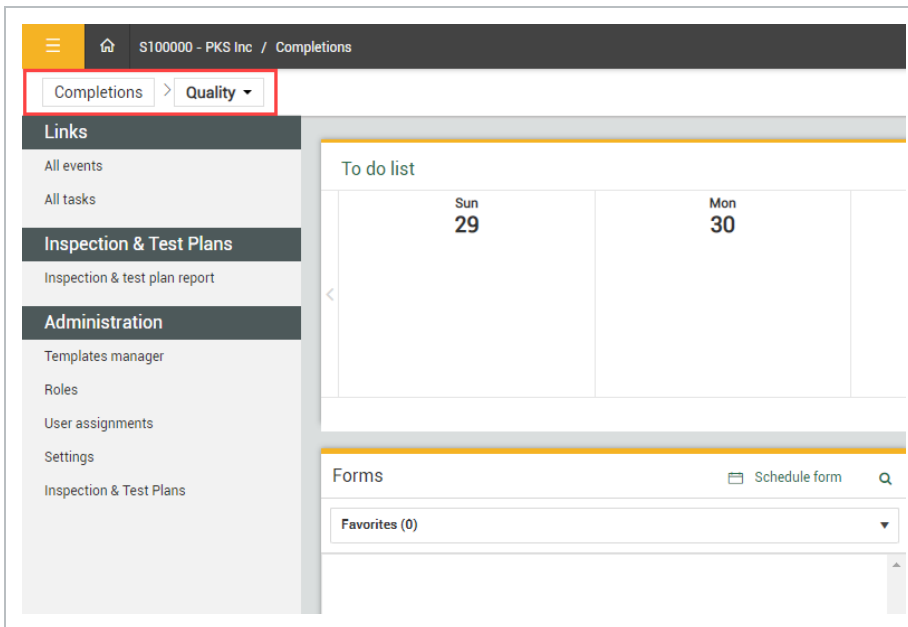 S100000 - PKS Inc / Completions
Completions > Quality
Links
All events
All tasks
Inspection & Test Plans
Inspection & test plan report
Administration
Templates manager
Roles
User assignments
Settings
Inspection & Test Plans
To do list
Sun
29
Mon
30
Forms
Schedule form
Favorites (0)